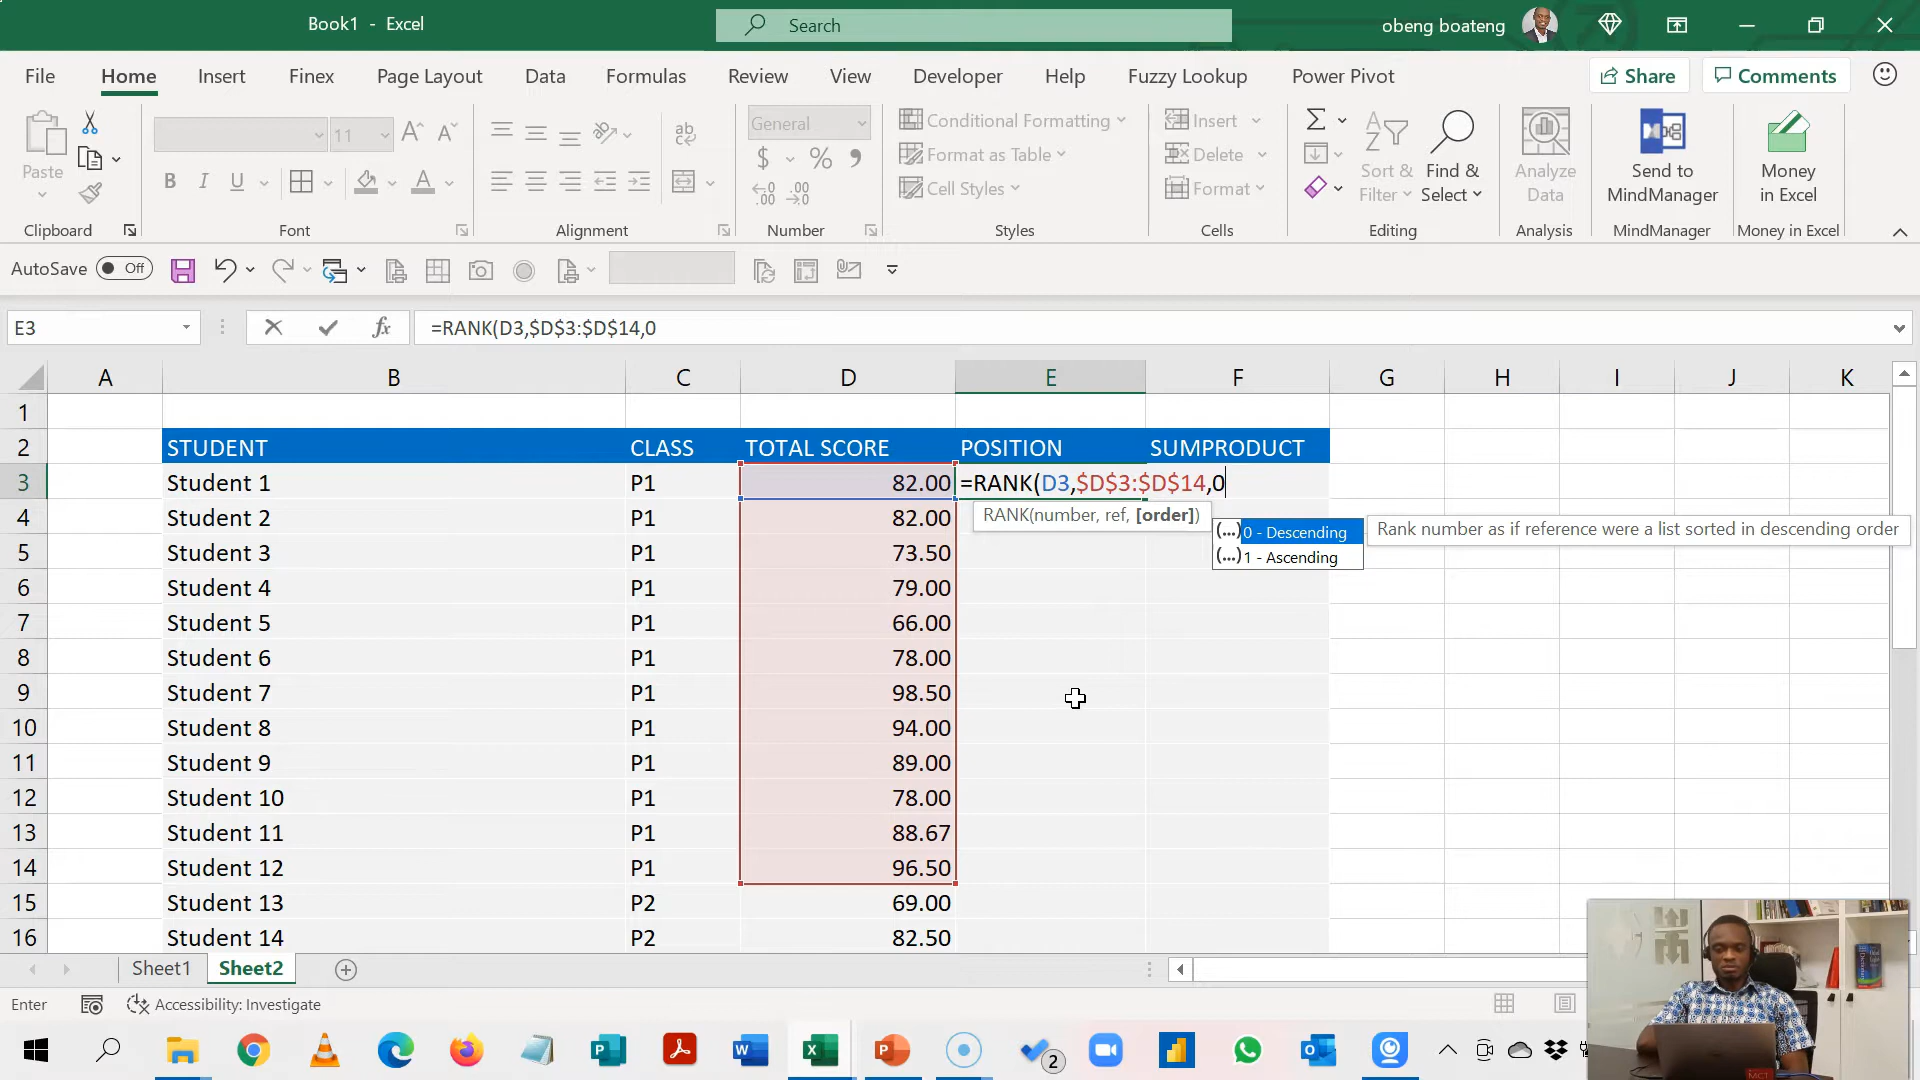 Book1 - Excel
Search
obeng boateng
File Home Insert Finex Page Layout Data Formulas Review View Developer Help Fuzzy Lookup Power Pivot Share Comments
Paste
11
B I U
General
$ %
Conditional Formatting
Format as Table
Cell Styles
Insert
Delete
Format
Sort & Filter
Find & Select
Analyze Data
Send to MindManager
Money in Excel
Clipboard Font Alignment Number Styles Cells Editing Analysis MindManager Money in Excel
AutoSave Off
E3 fx =RANK(D3,$D$3:$D$14,0
A B C D E F G H I J K
1
2 STUDENT CLASS TOTAL SCORE POSITION SUMPRODUCT
3 Student 1 P1 82.00 =RANK(D3,$D$3:$D$14,0
RANK(number, ref, [order])
4 Student 2 P1 82.00
(...) 0 - Descending Rank number as if reference were a list sorted in descending order
(...) 1 - Ascending
5 Student 3 P1 73.50
6 Student 4 P1 79.00
7 Student 5 P1 66.00
8 Student 6 P1 78.00
9 Student 7 P1 98.50
10 Student 8 P1 94.00
11 Student 9 P1 89.00
12 Student 10 P1 78.00
13 Student 11 P1 88.67
14 Student 12 P1 96.50
15 Student 13 P2 69.00
16 Student 14 P2 82.50
Sheet1 Sheet2
Enter Accessibility: Investigate
2